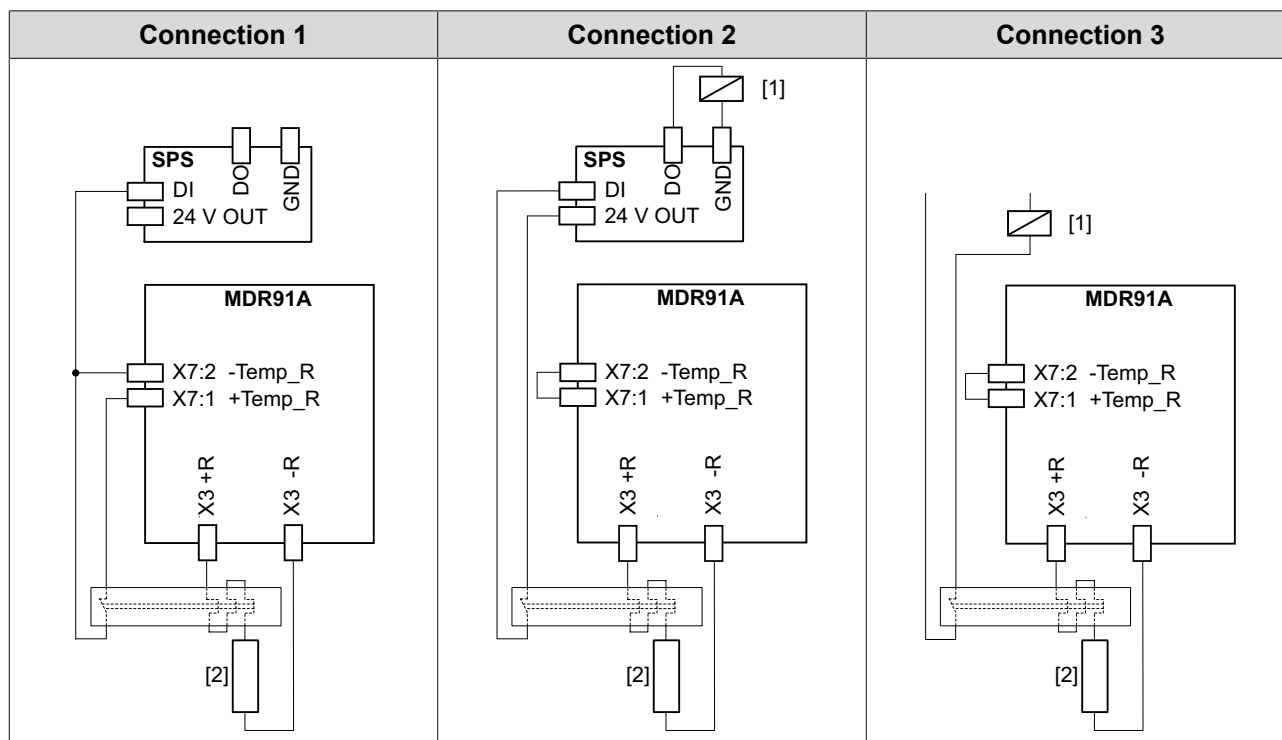 Connection 1
Connection 2
Connection 3
SPS
DO
GND
DI
24 V OUT
MDR91A
X7:2 -Temp_R
X7:1 +Temp_R
X3 +R
X3 -R
[2]
[1]
SPS
DO
GND
DI
24 V OUT
MDR91A
X7:2 -Temp_R
X7:1 +Temp_R
X3 +R
X3 -R
[2]
[1]
MDR91A
X7:2 -Temp_R
X7:1 +Temp_R
X3 +R
X3 -R
[2]